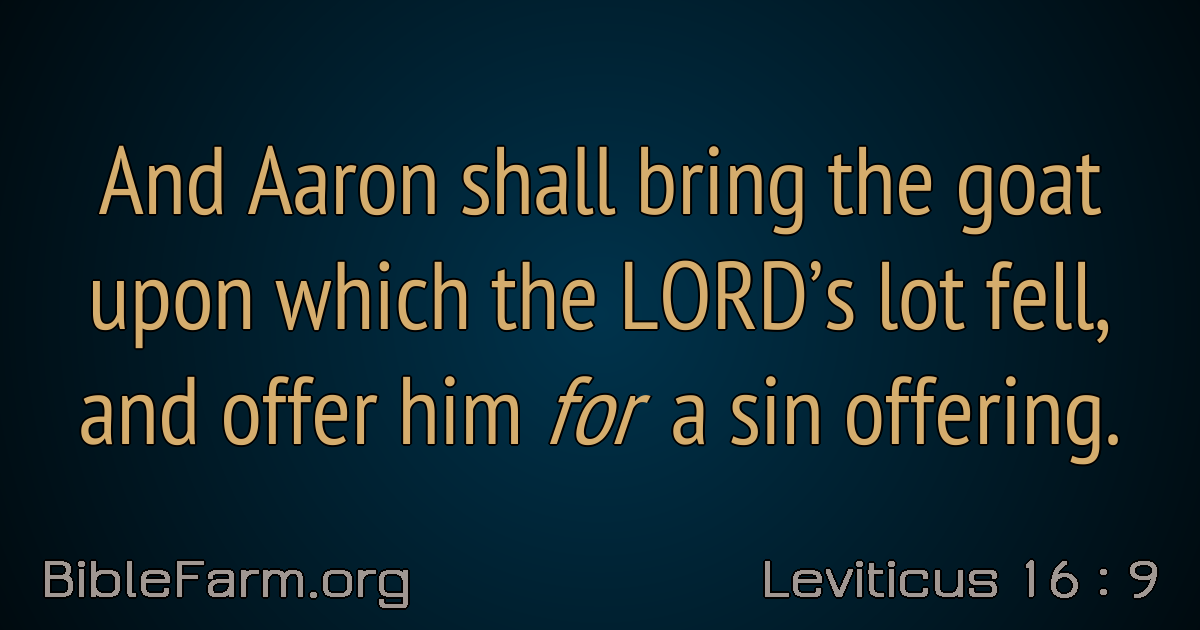 And Aaron shall bring the goat
upon which the LORD’s lot fell,
and offer him for a sin offering.
BibleFarm.org
Leviticus 16 : 9